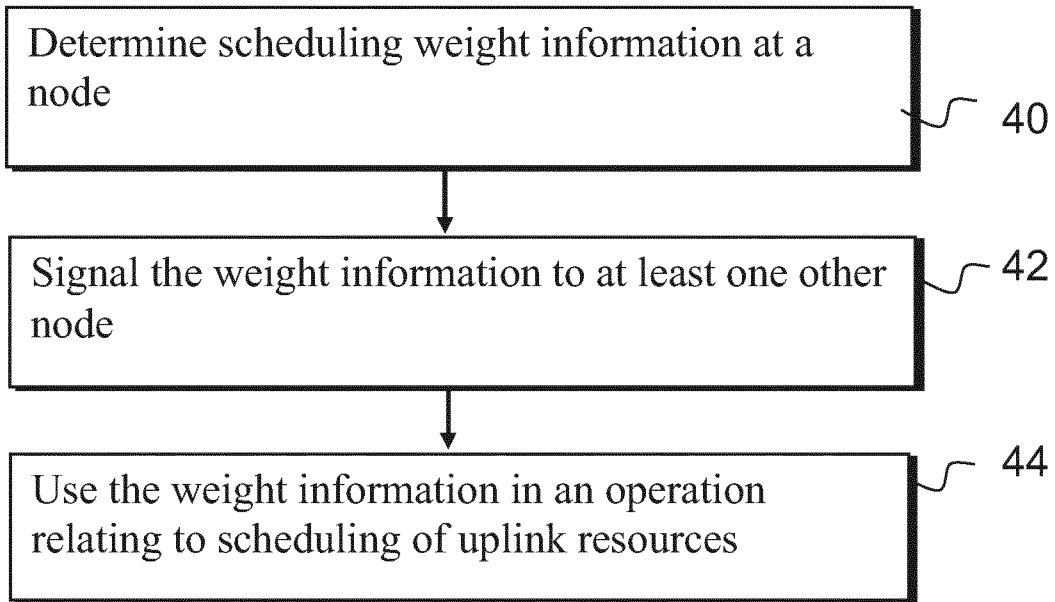 Determine scheduling weight information at a
node
40
Signal the weight information to at least one other
node
42
Use the weight information in an operation
relating to scheduling of uplink resources
44